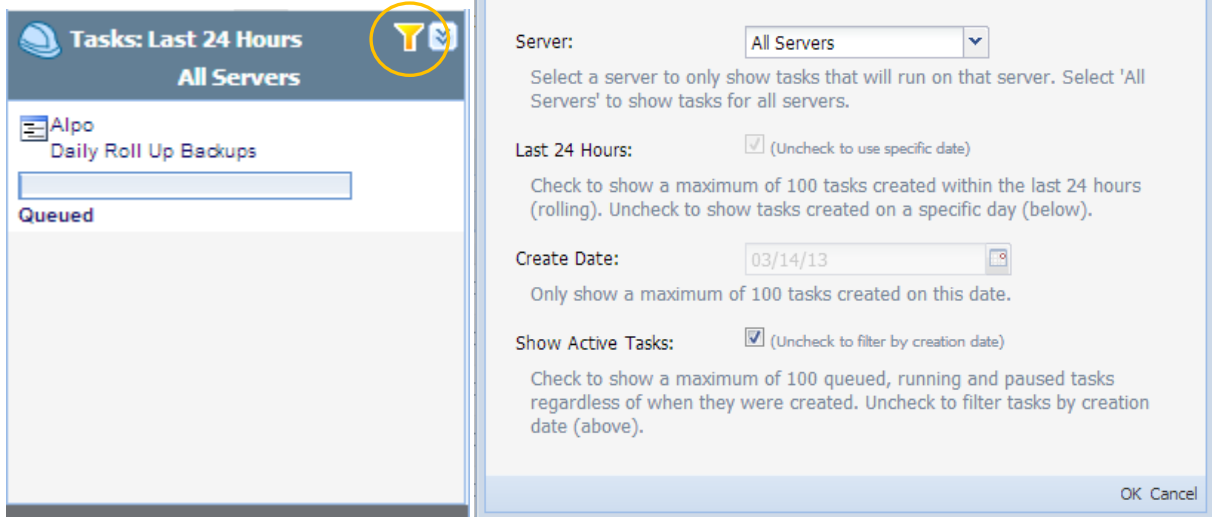 Tasks: Last 24 Hours
All Servers
Alpo
Daily Roll Up Backups
Queued
Server:
All Servers
Select a server to only show tasks that will run on that server. Select 'All
Servers' to show tasks for all servers.
Last 24 Hours:
(Uncheck to use specific date)
Check to show a maximum of 100 tasks created within the last 24 hours
(rolling). Uncheck to show tasks created on a specific day (below).
Create Date:
03/14/13
Only show a maximum of 100 tasks created on this date.
Show Active Tasks:
(Uncheck to filter by creation date)
Check to show a maximum of 100 queued, running and paused tasks
regardless of when they were created. Uncheck to filter tasks by creation
date (above).
OK Cancel